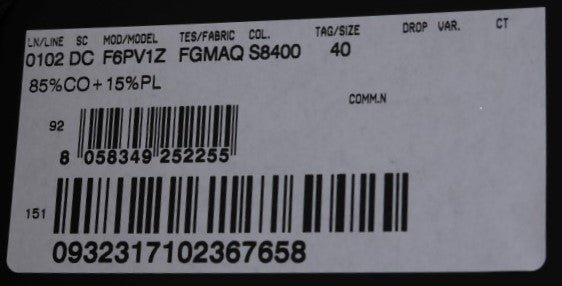 LN/LINE SC MOD/MODEL TES/FABRIC COL. TAG/SIZE DROP VAR. CT
0102 DC F6PV1Z FGMAQ S8400 40
85%CO+15%PL
COMM.N
92
8 058349 252255
151
0932317102367658